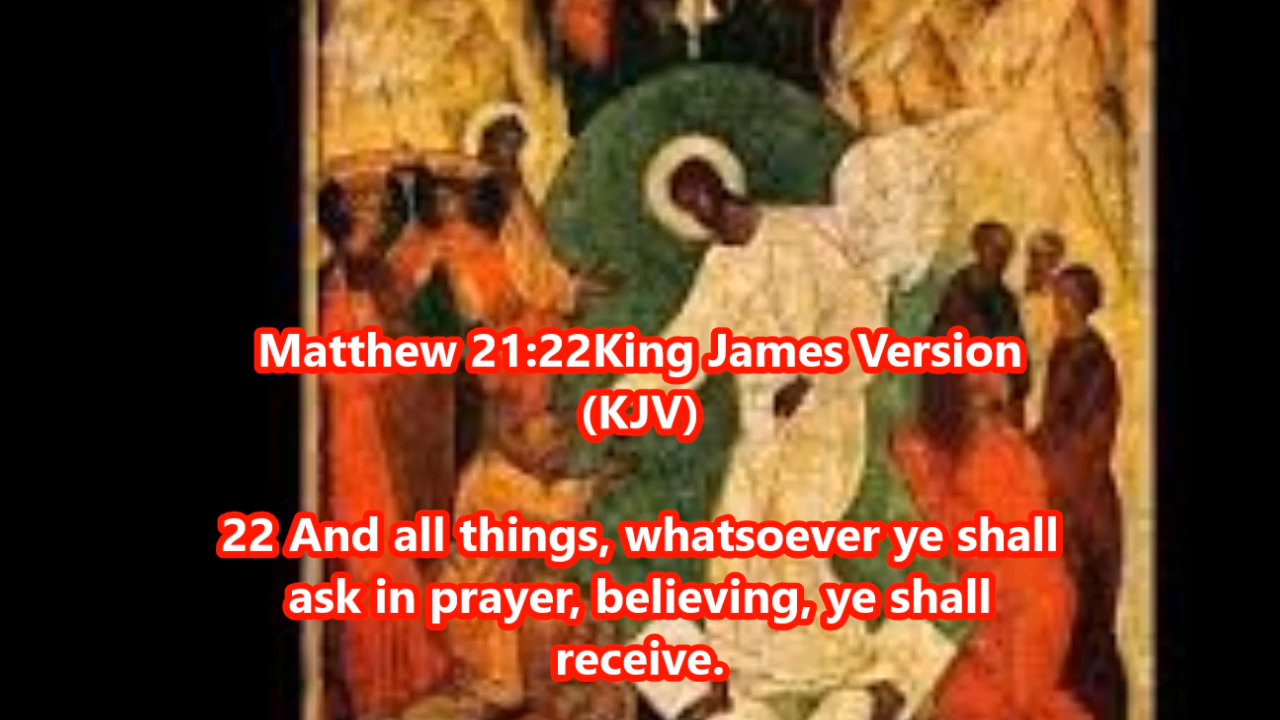 Matthew 21:22King James Version
(KJV)
22 And all things, whatsoever ye shall
ask in prayer, believing, ye shall
receive.